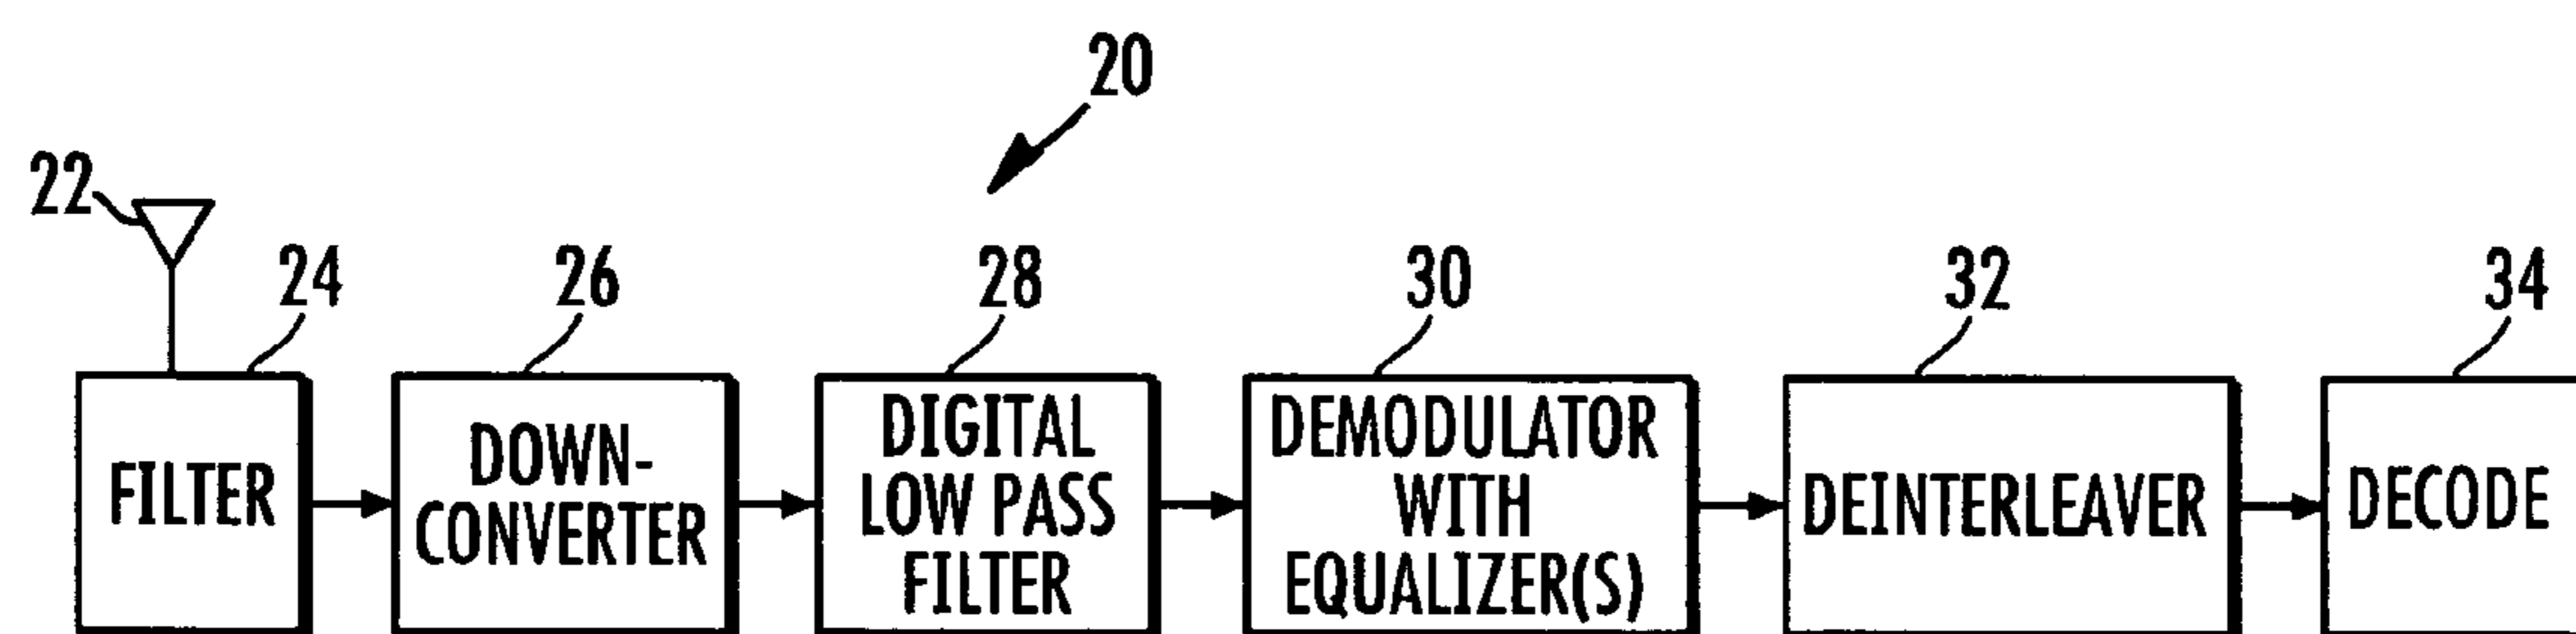 20
22
24
26
28
30
32
34
FILTER
DOWN-
CONVERTER
DIGITAL
LOW PASS
FILTER
DEMODULATOR
WITH
EQUALIZER(S)
DEINTERLEAVER
DECODE